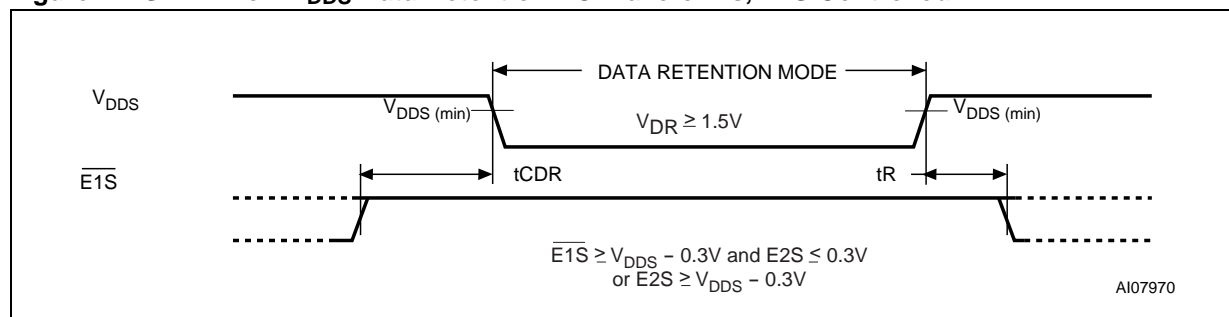 DATA RETENTION MODE
VDDS
VDDS (min)
VDR ≥ 1.5V
VDDS (min)
E1S
tCDR
tR
E1S ≥ VDDS – 0.3V and E2S ≤ 0.3V
or E2S ≥ VDDS – 0.3V
AI07970